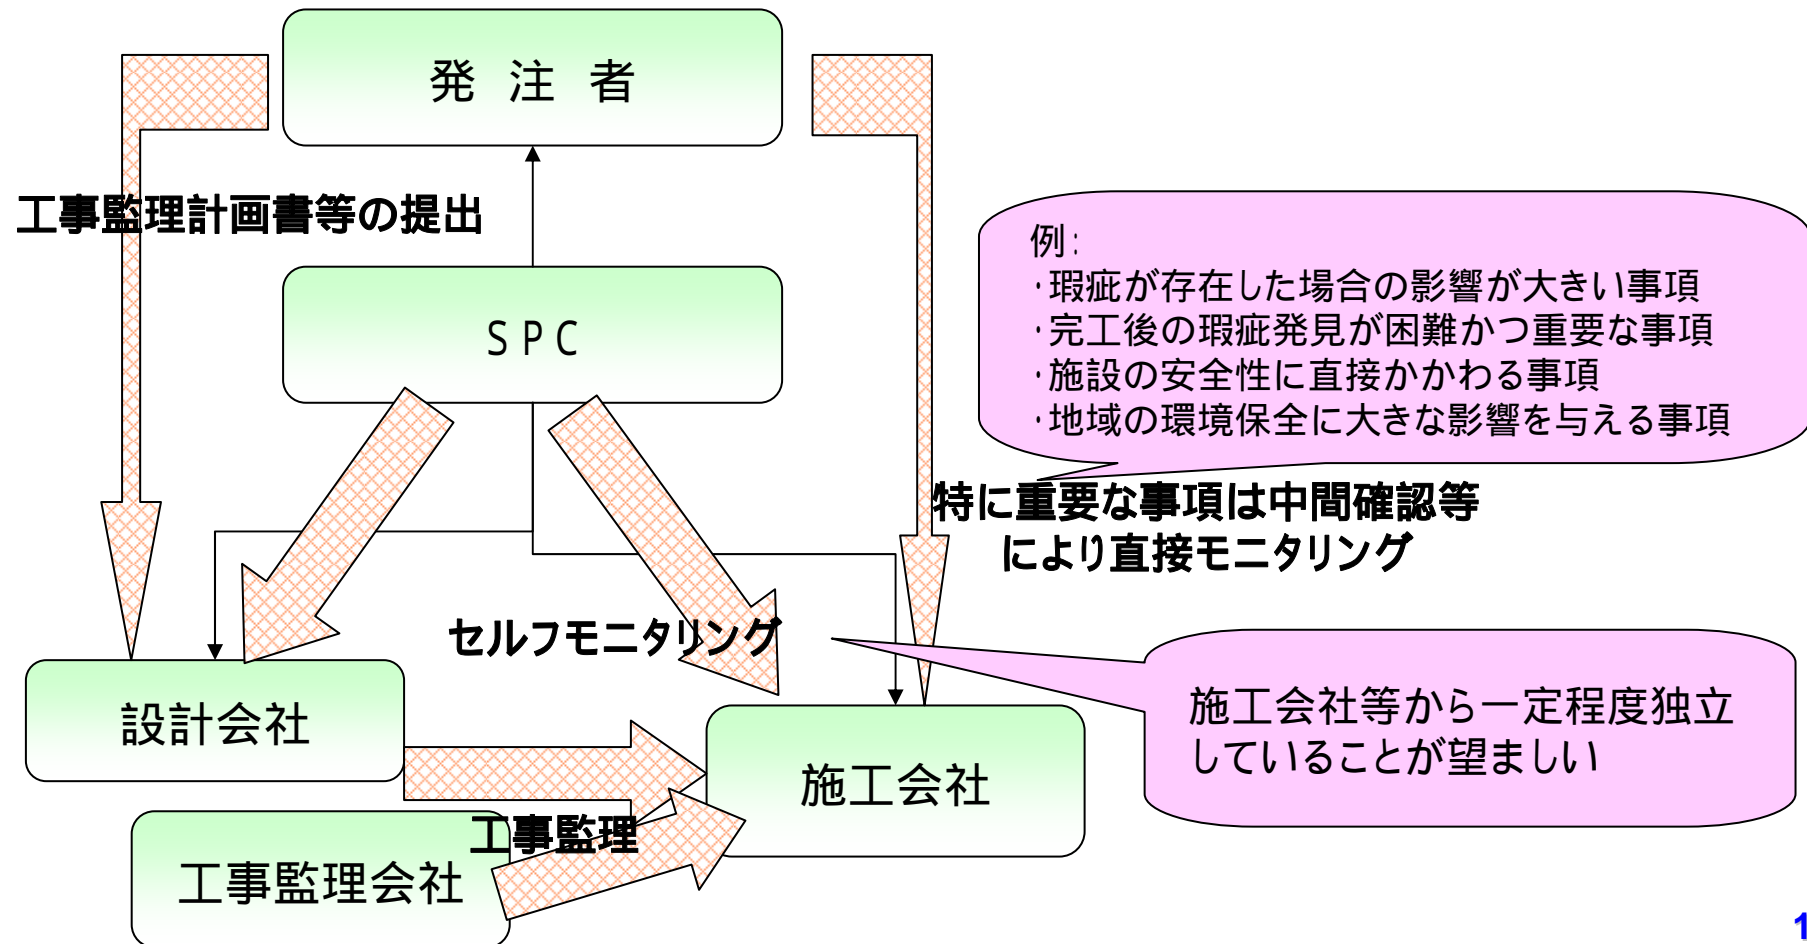 発 注 者
工事監理計画書等の提出
SPC
例:
・瑕疵が存在した場合の影響が大きい事項
・完工後の瑕疵発見が困難かつ重要な事項
・施設の安全性に直接かかわる事項
・地域の環境保全に大きな影響を与える事項
特に重要な事項は中間確認等
により直接モニタリング
セルフモニタリング
施工会社等から一定程度独立
していることが望ましい
設計会社
施工会社
工事監理
工事監理会社
1